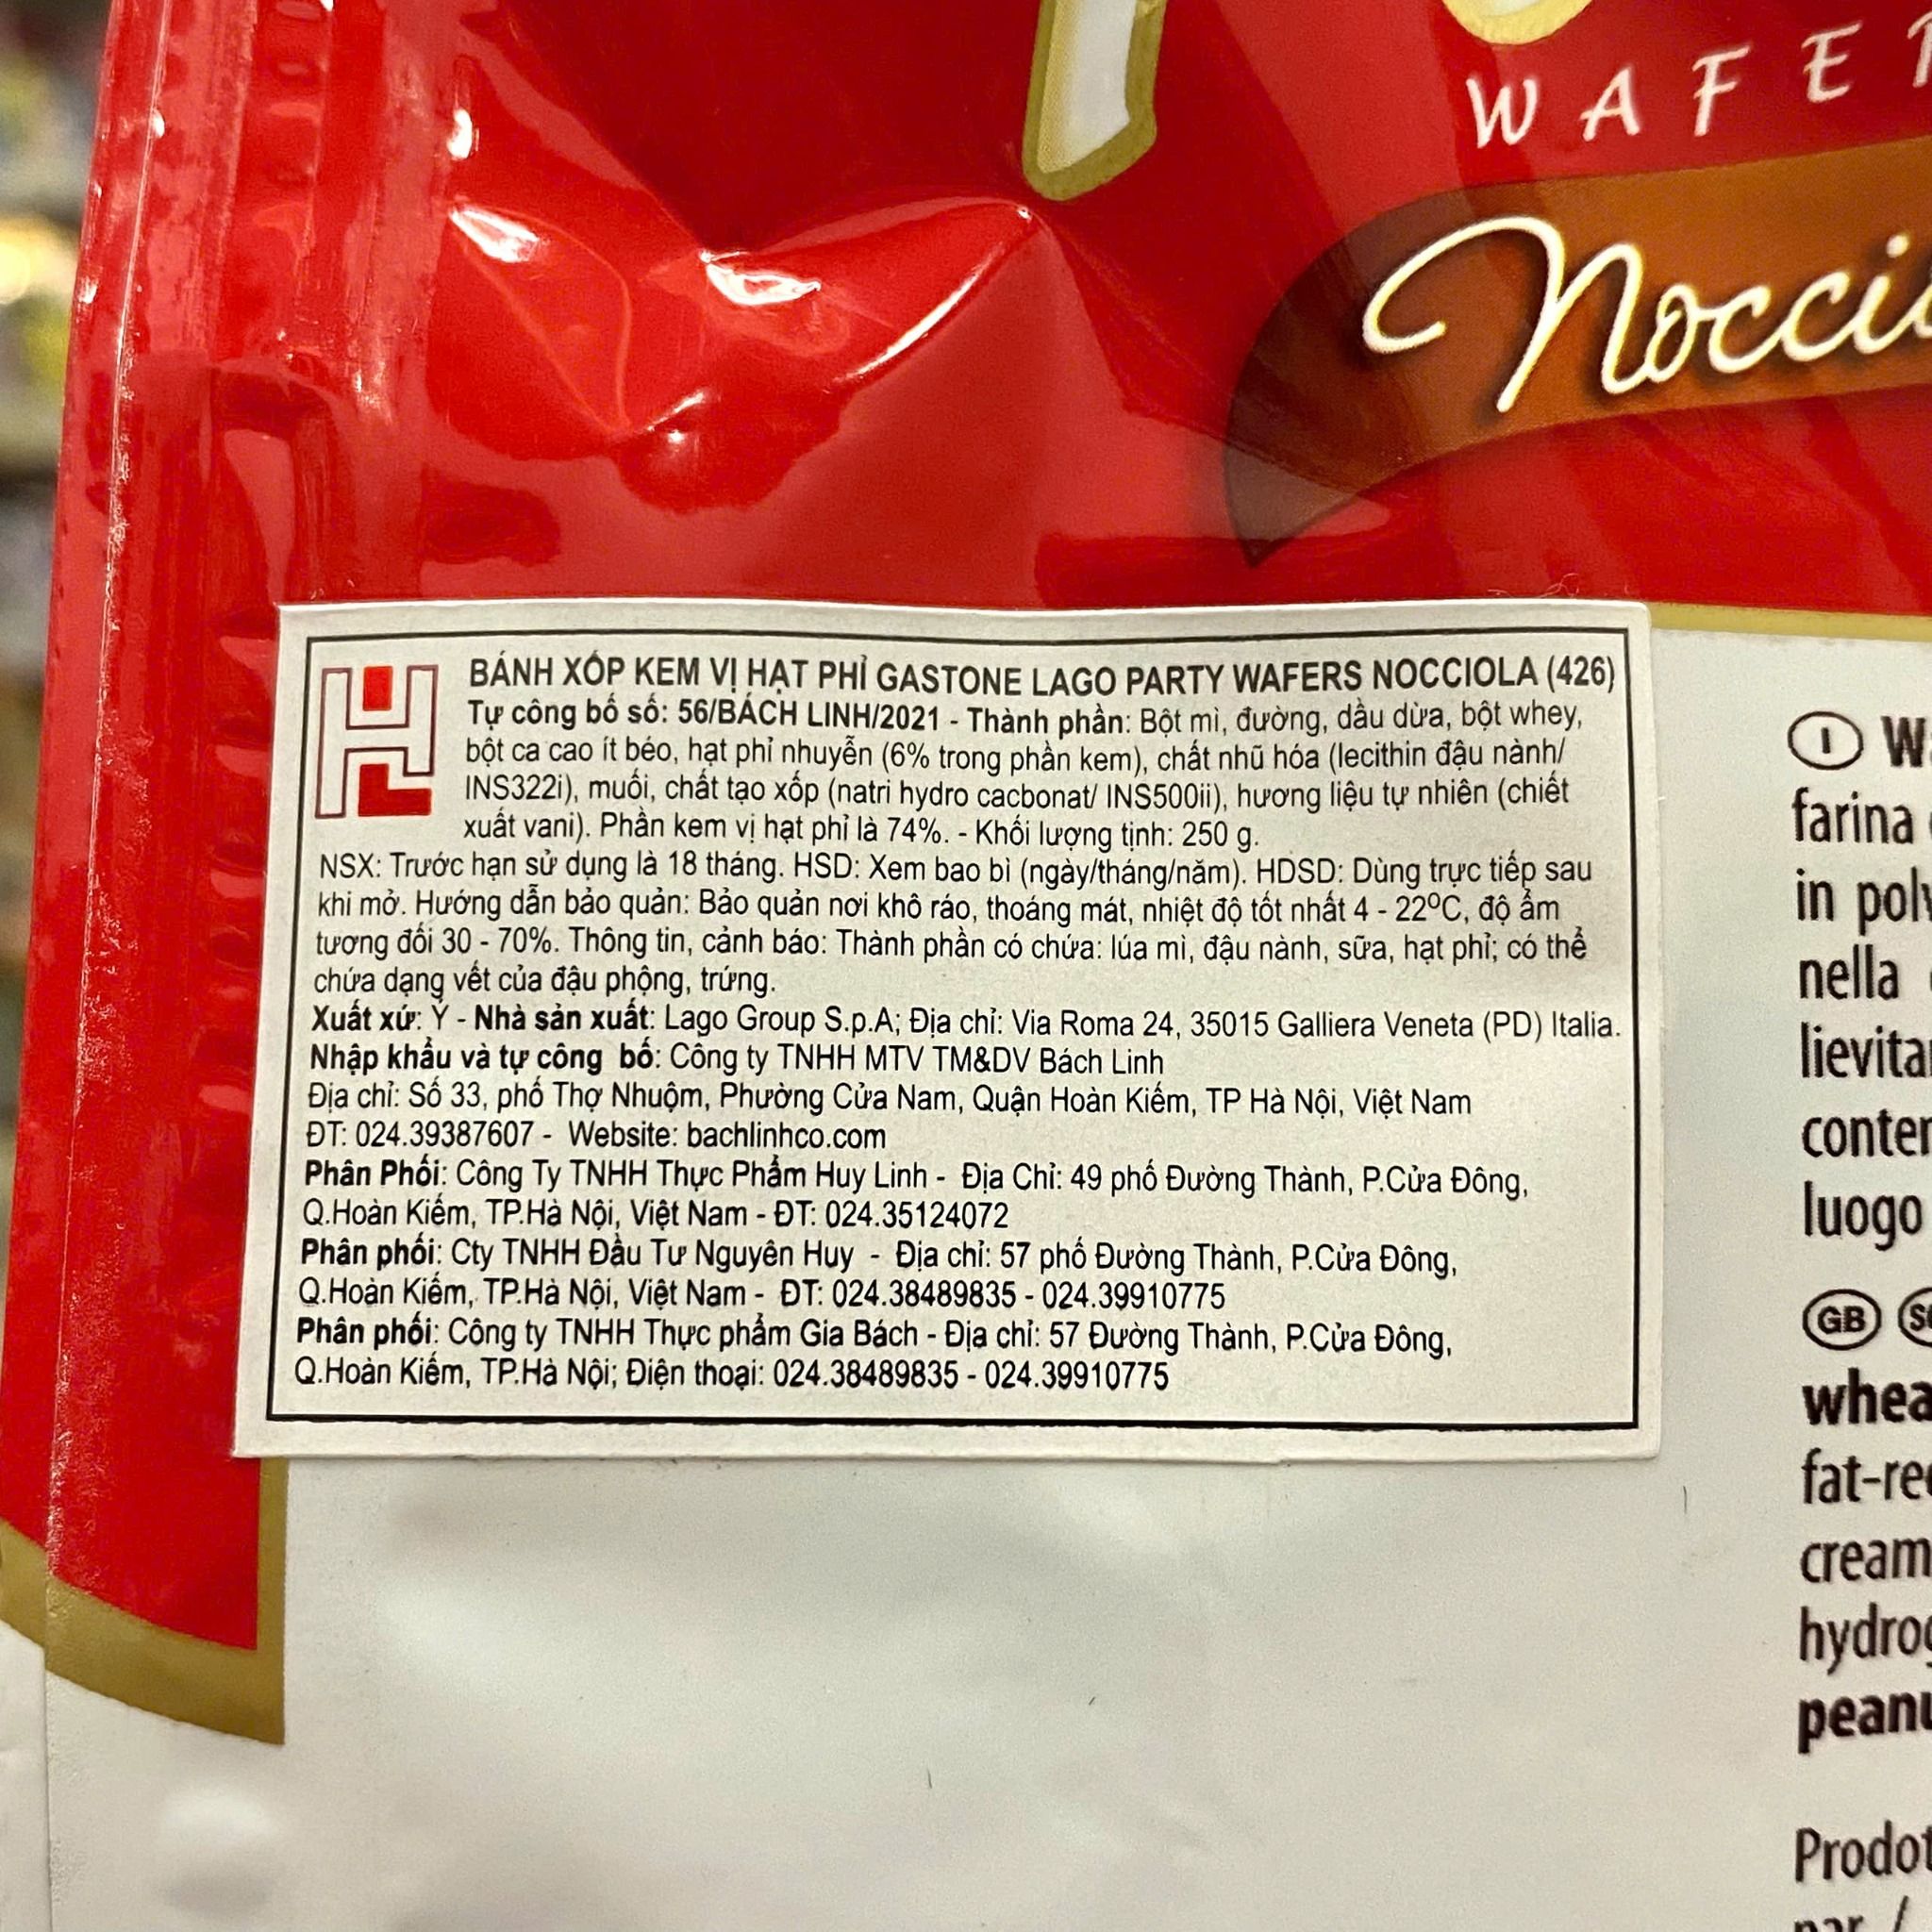 WAFE
Nocci
BÁNH XỐP KEM VỊ HẠT PHỈ GASTONE LAGO PARTY WAFERS NOCCIOLA (426)
Tự công bố số: 56/BÁCH LINH/2021 - Thành phần: Bột mì, đường, dầu dừa, bột whey,
bột ca cao ít béo, hạt phỉ nhuyễn (6% trong phần kem), chất nhũ hóa (lecithin đậu nành/
INS322i), muối, chất tạo xốp (natri hydro cacbonat/ INS500ii), hương liệu tự nhiên (chiết
xuất vani). Phần kem vị hạt phỉ là 74%. - Khối lượng tịnh: 250 g.
NSX: Trước hạn sử dụng là 18 tháng. HSD: Xem bao bì (ngày/tháng/năm). HDSD: Dùng trực tiếp sau
khi mở. Hướng dẫn bảo quản: Bảo quản nơi khô ráo, thoáng mát, nhiệt độ tốt nhất 4 - 22ºC, độ ẩm
tương đối 30 - 70%. Thông tin, cảnh báo: Thành phần có chứa: lúa mì, đậu nành, sữa, hạt phỉ; có thể
chứa dạng vết của đậu phộng, trứng.
Xuất xứ: Ý - Nhà sản xuất: Lago Group S.p.A; Địa chỉ: Via Roma 24, 35015 Galliera Veneta (PD) Italia.
Nhập khẩu và tự công bố: Công ty TNHH MTV TM&DV Bách Linh
Địa chỉ: Số 33, phố Thợ Nhuộm, Phường Cửa Nam, Quận Hoàn Kiếm, TP Hà Nội, Việt Nam
ĐT: 024.39387607 - Website: bachlinhco.com
Phân Phối: Công Ty TNHH Thực Phẩm Huy Linh - Địa Chỉ: 49 phố Đường Thành, P.Cửa Đông,
Q.Hoàn Kiếm, TP.Hà Nội, Việt Nam - ĐT: 024.35124072
Phân phối: Cty TNHH Đầu Tư Nguyên Huy - Địa chỉ: 57 phố Đường Thành, P.Cửa Đông,
Q.Hoàn Kiếm, TP.Hà Nội, Việt Nam - ĐT: 024.38489835 - 024.39910775
Phân phối: Công ty TNHH Thực phẩm Gia Bách - Địa chỉ: 57 Đường Thành, P.Cửa Đông,
Q.Hoàn Kiếm, TP.Hà Nội; Điện thoại: 024.38489835 - 024.39910775
I W
farina
in polv
nella
lievita
conten
luogo
GB
whea
fat-re
cream
hydrog
peanu
Prodot
par /